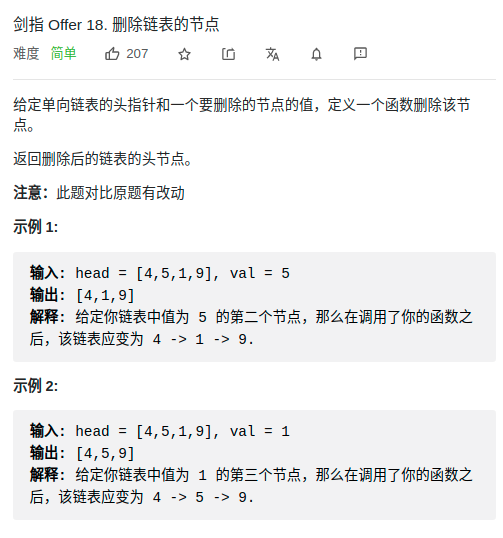 剑指 Offer 18. 删除链表的节点
难度 简单 207
给定单向链表的头指针和一个要删除的节点的值，定义一个函数删除该节
点。
返回删除后的链表的头节点。
注意：此题对比原题有改动
示例 1:
输入: head = [4,5,1,9], val = 5
输出: [4,1,9]
解释: 给定你链表中值为 5 的第二个节点，那么在调用了你的函数之
后，该链表应变为 4 -> 1 -> 9.
示例 2:
输入: head = [4,5,1,9], val = 1
输出: [4,5,9]
解释: 给定你链表中值为 1 的第三个节点，那么在调用了你的函数之
后，该链表应变为 4 -> 5 -> 9.